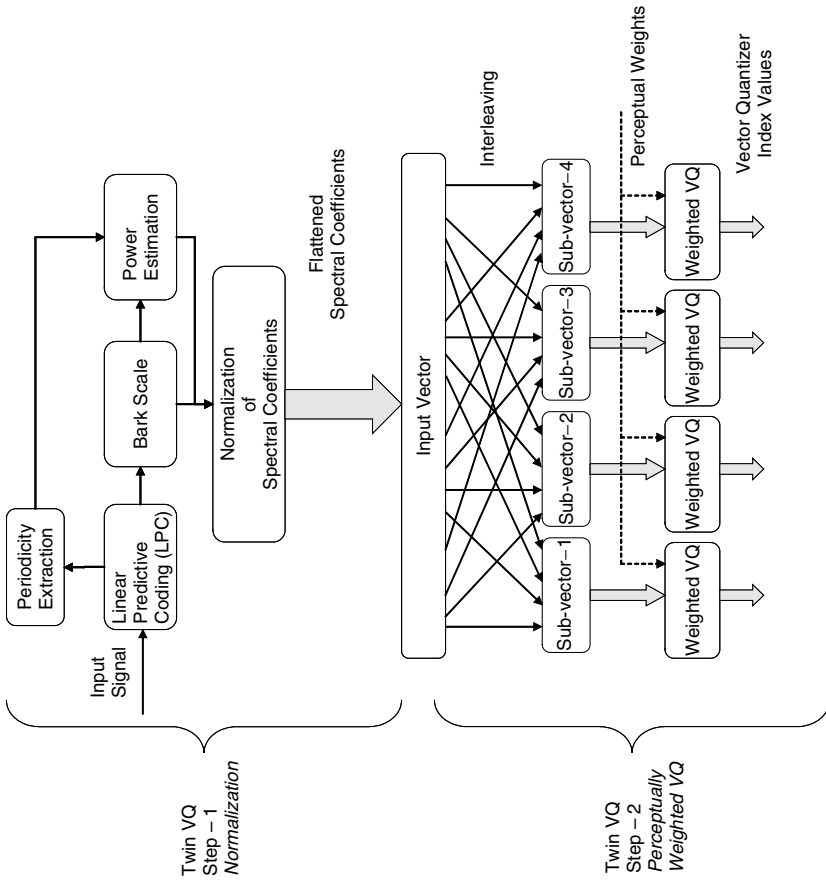 Twin VQ
Step – 1
Normalization
Input
Signal
Periodicity
Extraction
Linear
Predictive
Coding (LPC)
Bark Scale
Power
Estimation
Normalization
of
Spectral Coefficients
Flattened
Spectral Coefficients
Twin VQ
Step – 2
Perceptually
Weighted VQ
Input Vector
Interleaving
Sub-vector–1
Sub-vector–2
Sub-vector–3
Sub-vector–4
Perceptual Weights
Weighted VQ
Weighted VQ
Weighted VQ
Weighted VQ
Vector Quantizer
Index Values